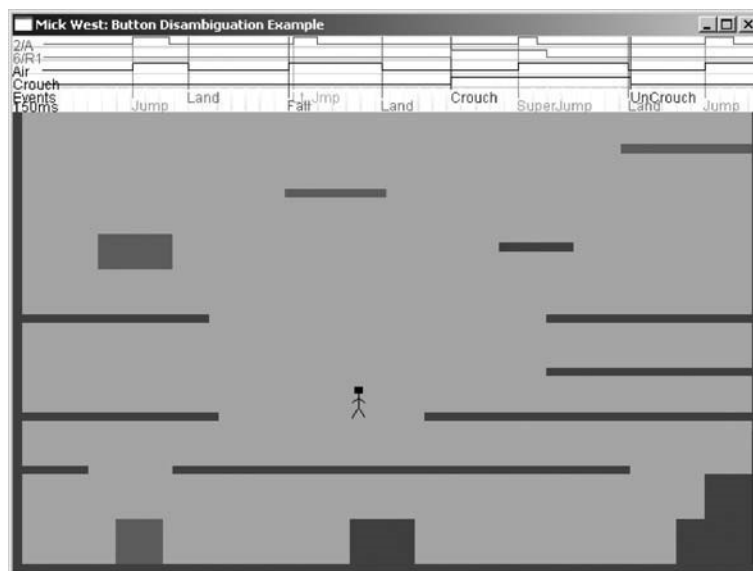 Mick West: Button Disambiguation Example
2/A
6/R1
Air
Crouch
Events Land Crouch UnCrouch
150ms Jump Fall Land SuperJump Land Jump